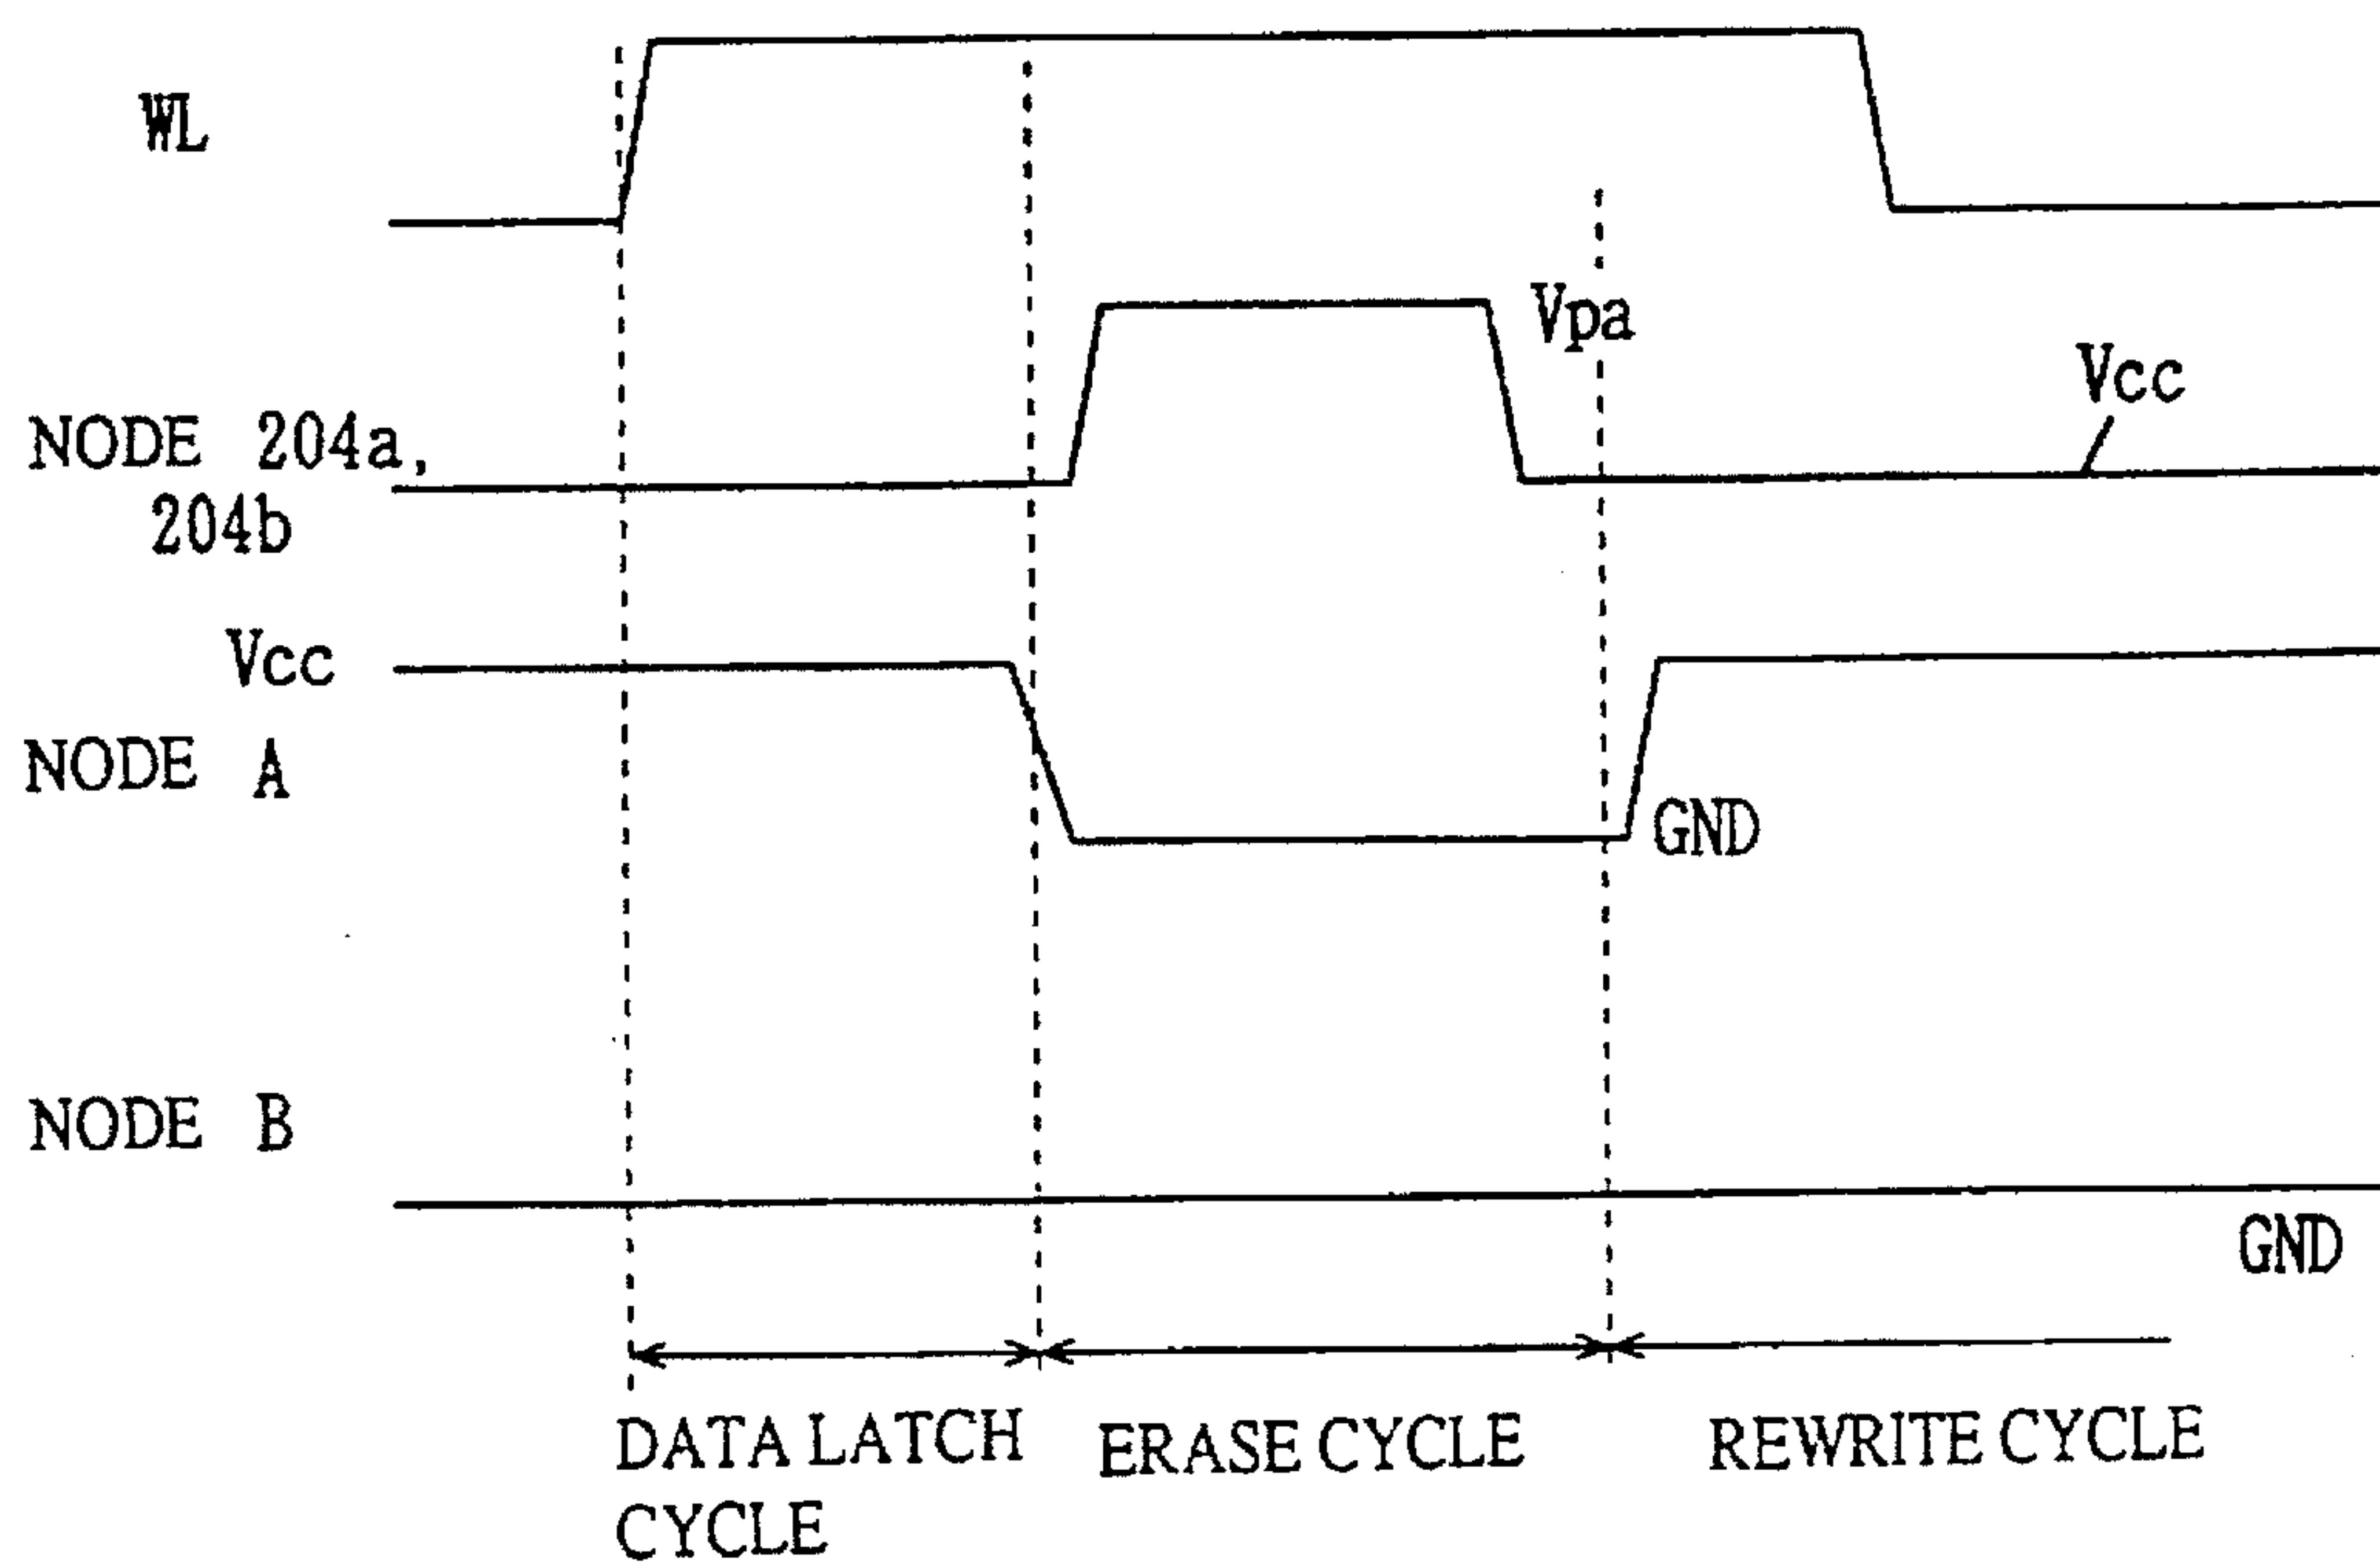 WL
Vpa
Vcc
NODE 204a,
204b
Vcc
NODE A
GND
NODE B
GND
DATA LATCH
CYCLE
ERASE CYCLE
REWRITE CYCLE